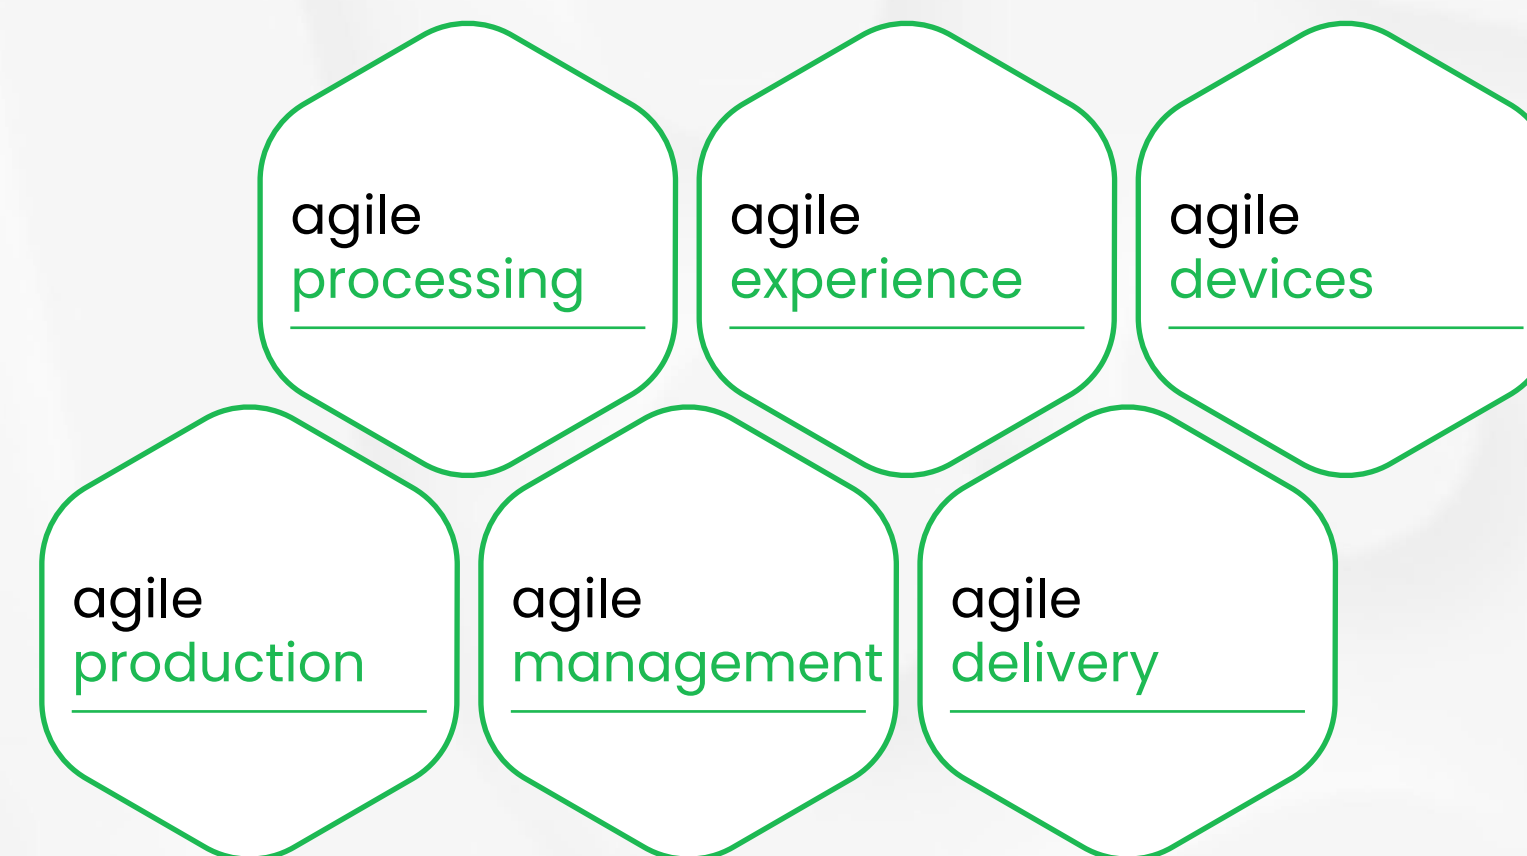 agile
processing
agile
experience
agile
devices
agile
production
agile
management
agile
delivery